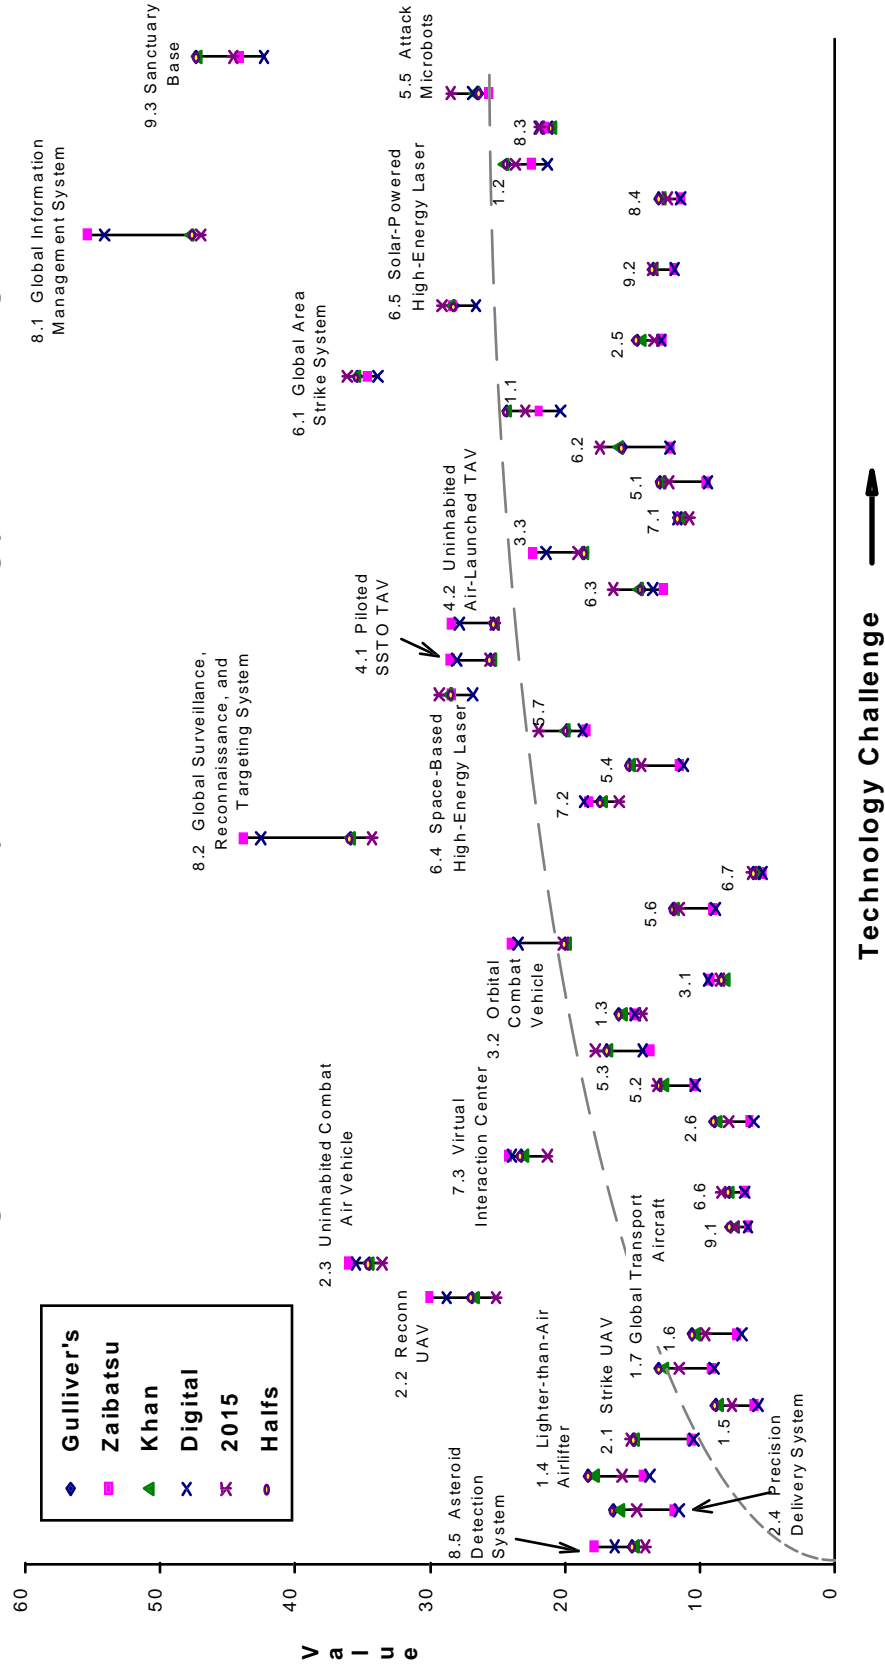 Gulliver's
Zaibatsu
Khan
Digital
2015
Halfs
60
50
40
30
20
10
0
Value
Technology Challenge
8.5 Asteroid
Detection
System
2.4 Precision
Delivery System
1.4 Lighter-than-Air
Airlifter
2.1 Strike UAV
1.5
1.7 Global Transport
Aircraft
1.6
2.2 Reconn
UAV
2.3 Uninhabited Combat
Air Vehicle
9.1
6.6
7.3 Virtual
Interaction Center
2.6
5.2
5.3
1.3
3.1
3.2 Orbital
Combat
Vehicle
5.6
6.7
8.2 Global Surveillance,
Reconnaissance, and
Targeting System
7.2
5.4
5.7
6.4 Space-Based
High-Energy Laser
4.1 Piloted
SSTO TAV
4.2 Uninhabited
Air-Launched TAV
6.3
3.3
7.1
5.1
6.2
1.1
6.1 Global Area
Strike System
2.5
6.5 Solar-Powered
High-Energy Laser
9.2
8.1 Global Information
Management System
8.4
1.2
8.3
5.5 Attack
Microbots
9.3 Sanctuary
Base